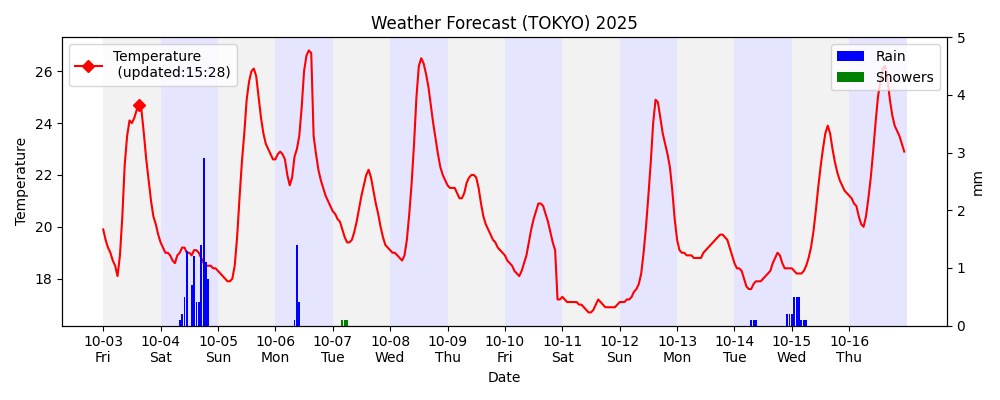 Weather Forecast (TOKYO) 2025
Temperature
(updated:15:28)
Rain
Showers
Temperature
26
24
22
20
18
5
4
3
2
1
0
mm
10-03 10-04 10-05 10-06 10-07 10-08 10-09 10-10 10-11 10-12 10-13 10-14 10-15 10-16
Fri Sat Sun Mon Tue Wed Thu Fri Sat Sun Mon Tue Wed Thu
Date